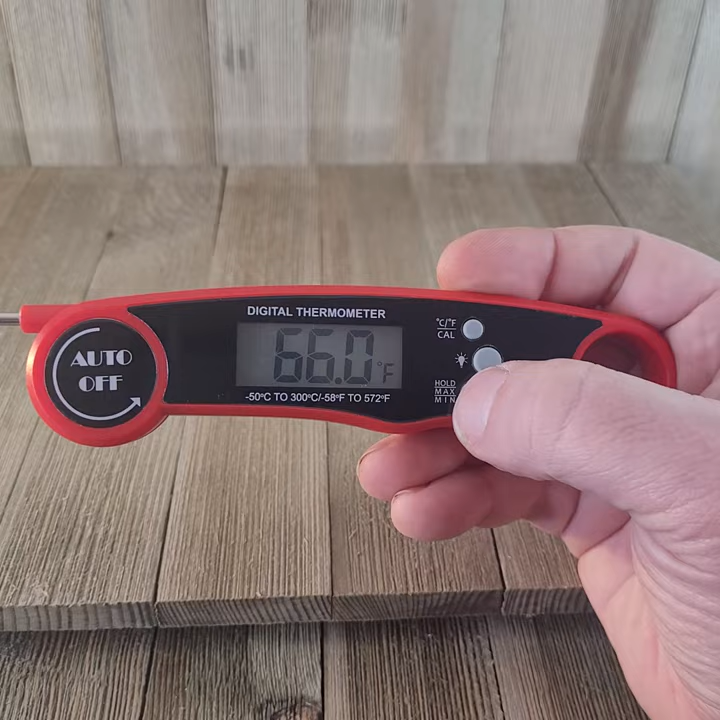 DIGITAL THERMOMETER
AUTO
OFF
66.0°F
-50°C TO 300°C/-58°F TO 572°F
°C/°F
CAL
HOLD
MAX
MIN